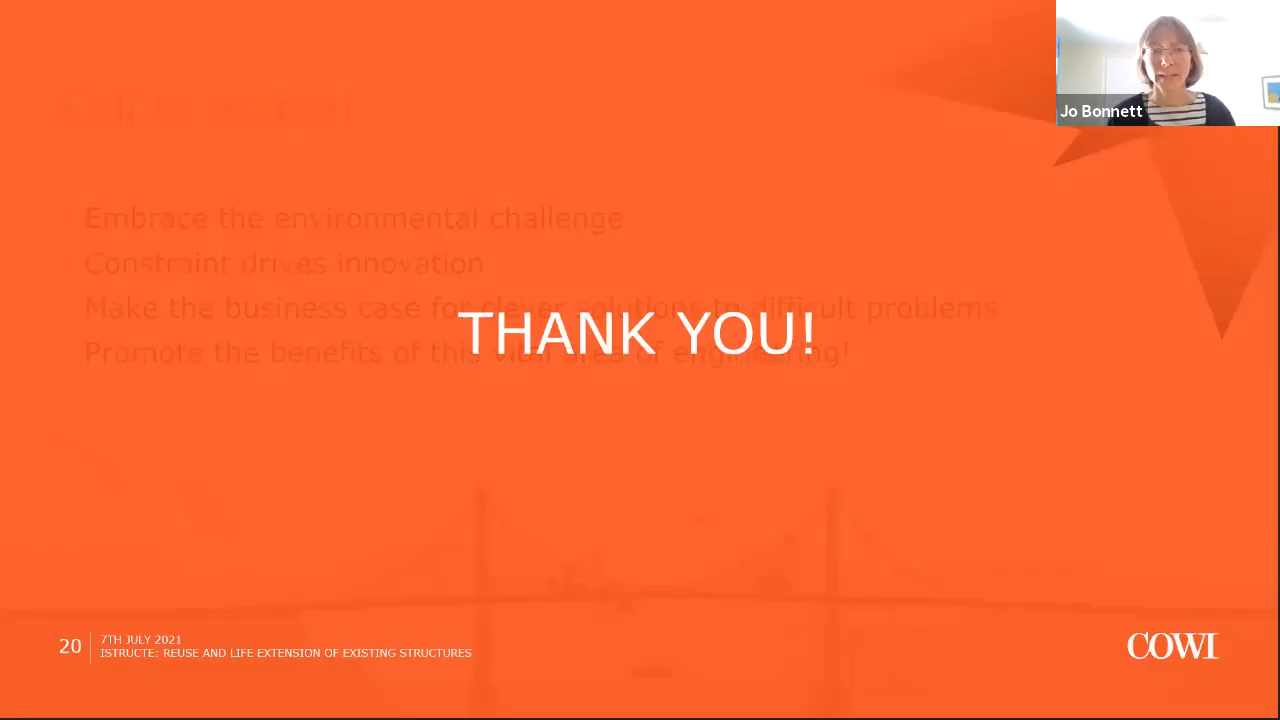 Jo Bonnett
Call to action!
Embrace the environmental challenge
Constraint drives innovation
Make the business case for clever solutions to difficult problems
THANK YOU!
Promote the benefits of this vital area of engineering!
20
7TH JULY 2021
ISTRUCTE: REUSE AND LIFE EXTENSION OF EXISTING STRUCTURES
COWI